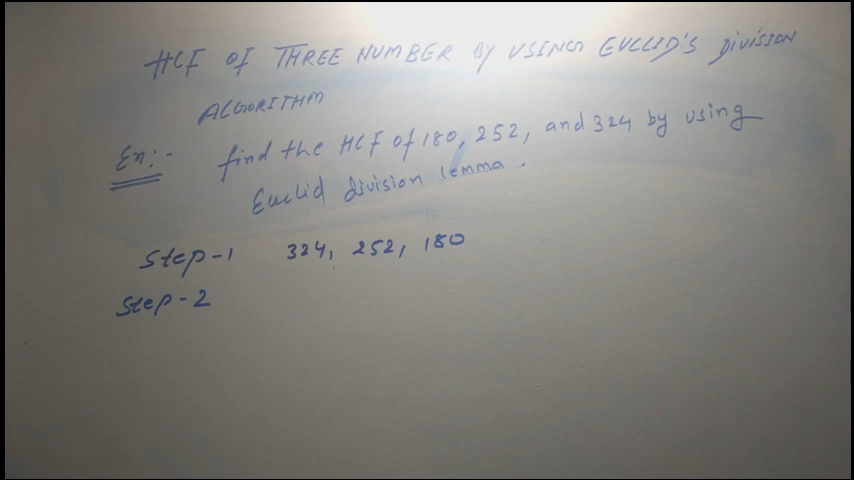 HCF OF THREE NUMBER BY USING EUCLID'S DIVISION
ALGORITHM
Ex:- find the HCF of 180, 252, and 324 by using
Euclid division lemma.
Step-1 324, 252, 180
Step-2